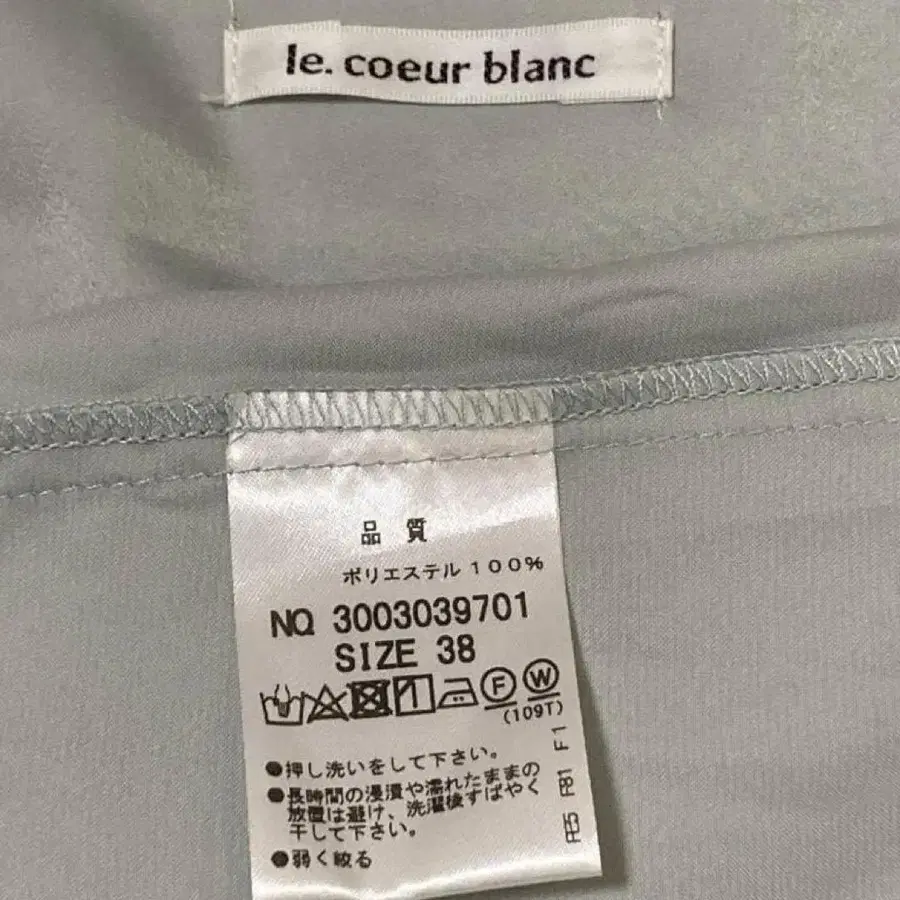 le. coeur blanc
品質
ポリエステル 100%
NO 3003039701
SIZE 38
F W
(109T)
●押し洗いをして下さい。
●長時間の浸漬や濡れたままの
放置は避け、洗濯後すばやく
干して下さい。
●弱く絞る
F1